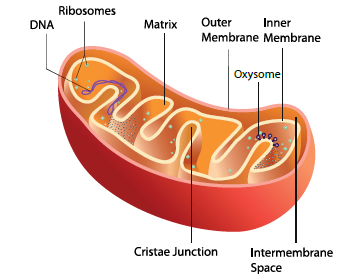 Ribosomes
DNA
Matrix
Outer
Membrane
Inner
Membrane
Oxysome
Cristae Junction
Intermembrane
Space